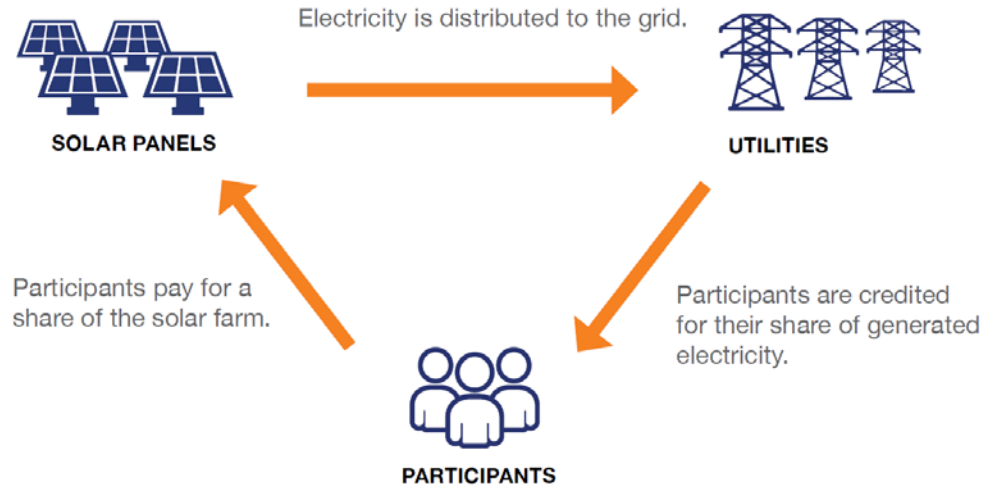 Electricity is distributed to the grid.
SOLAR PANELS
UTILITIES
Participants pay for a
share of the solar farm.
Participants are credited
for their share of generated
electricity.
PARTICIPANTS